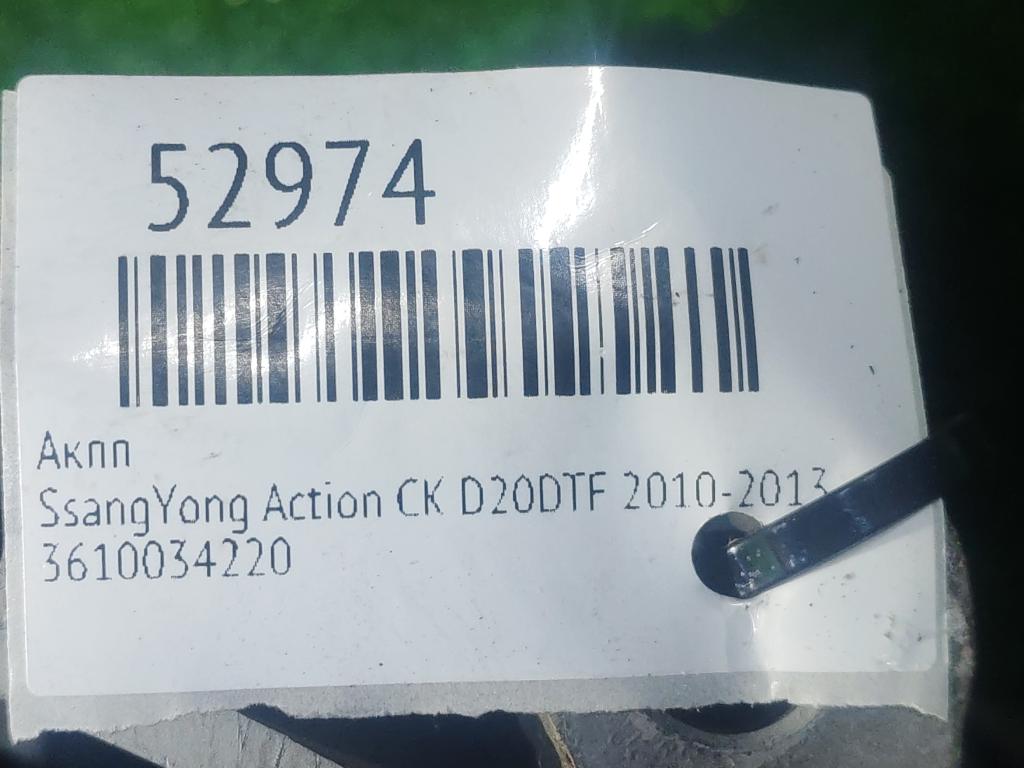 52974
Акпп
SsangYong Action CK D20DTF 2010-2013
3610034220